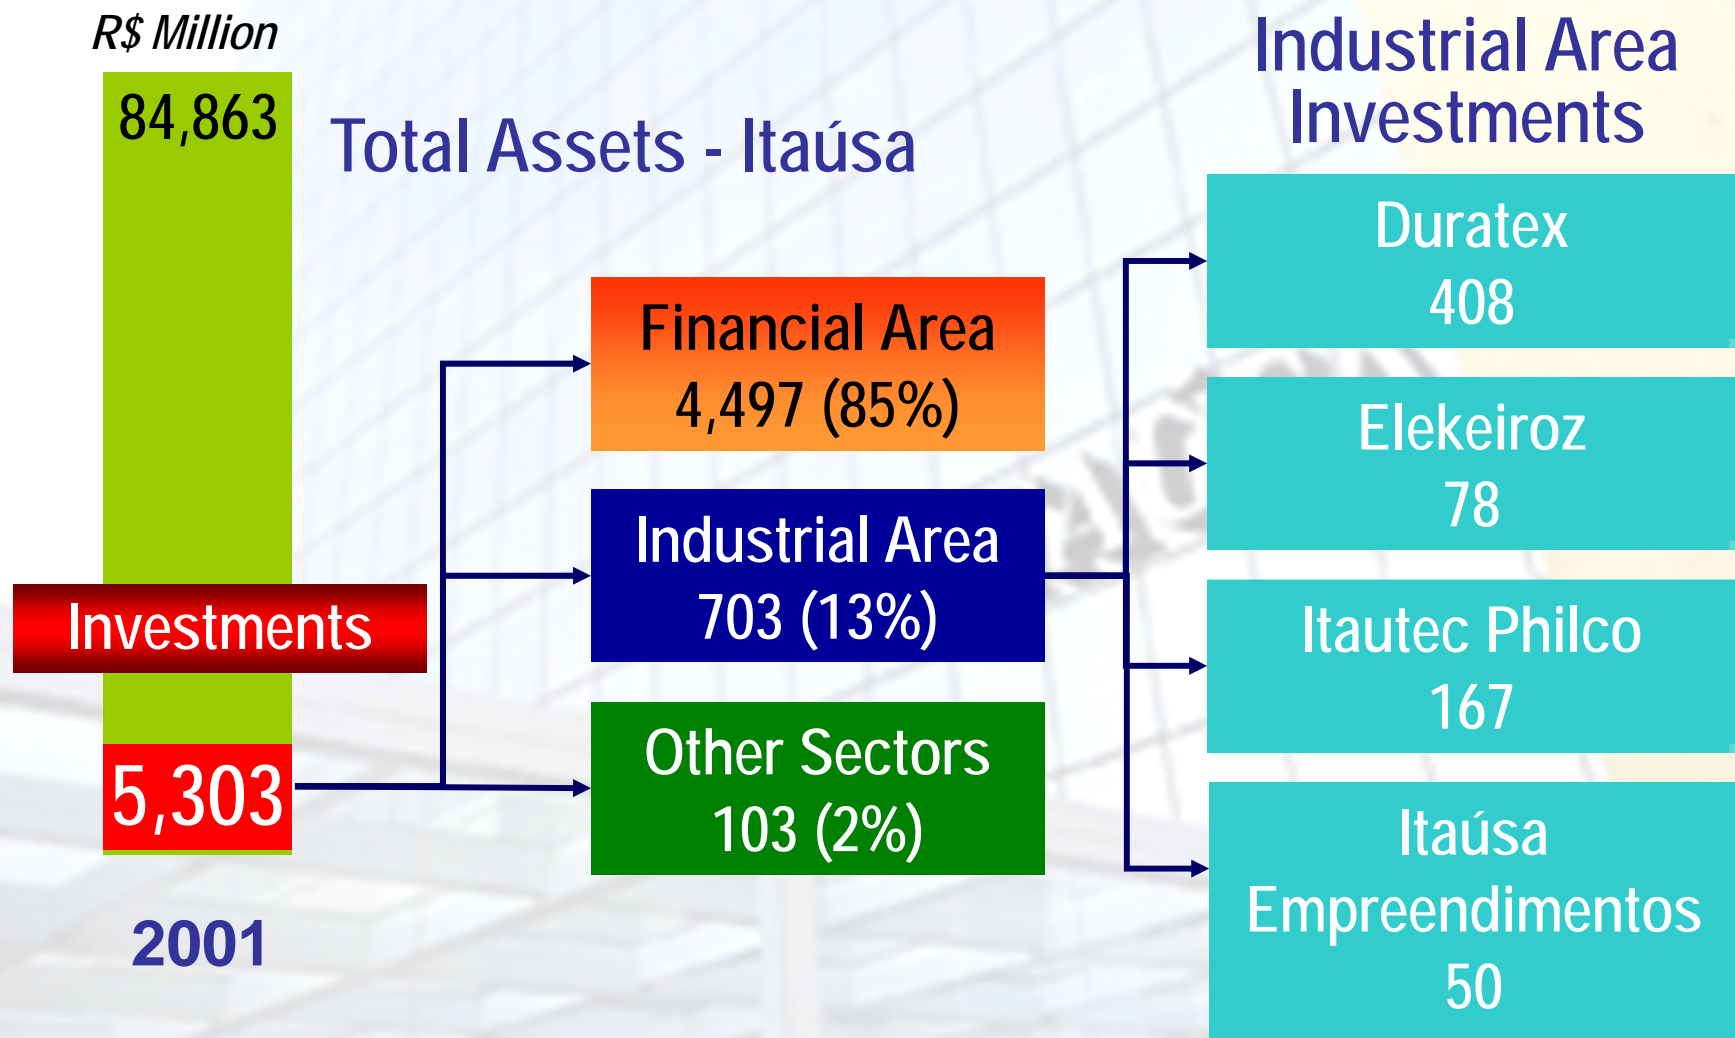 R$ Million
84,863
Total Assets - Itaúsa
Investments
5,303
2001
Financial Area
4,497 (85%)
Industrial Area
703 (13%)
Other Sectors
103 (2%)
Industrial Area
Investments
Duratex
408
Elekeiroz
78
Itautec Philco
167
Itaúsa
Empreendimentos
50